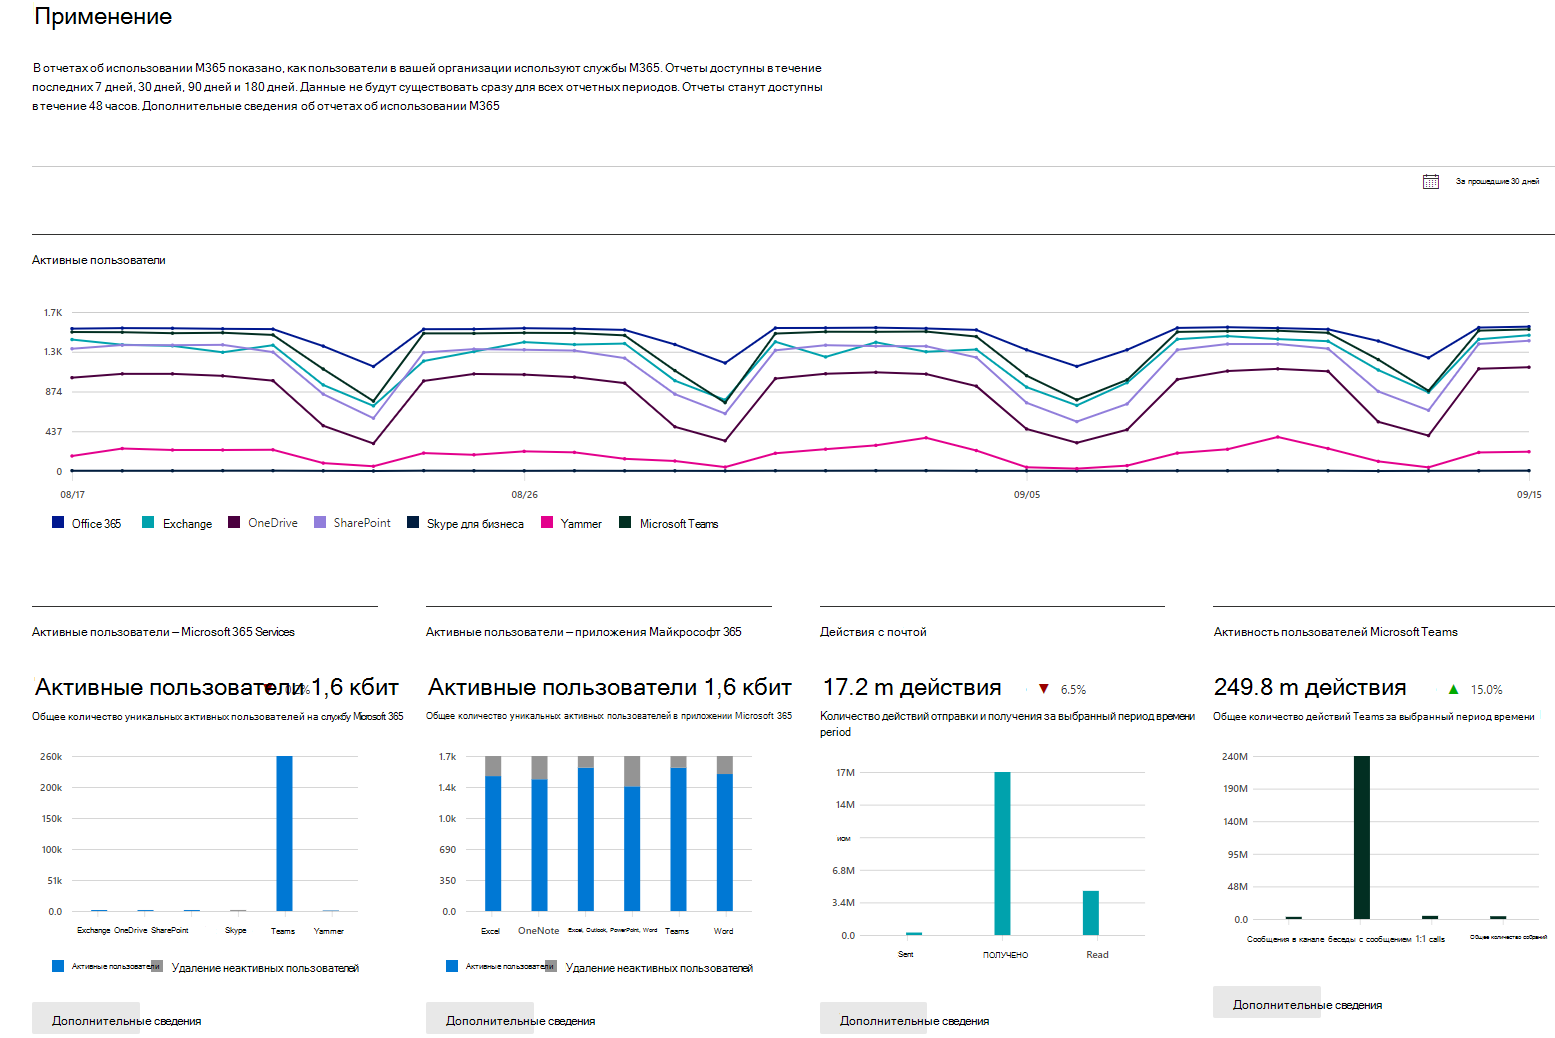 Применение
В отчетах об использовании M365 показано, как пользователи в вашей организации используют службы M365. Отчеты доступны в течение
последних 7 дней, 30 дней, 90 дней и 180 дней. Данные не будут существовать сразу для всех отчетных периодов. Отчеты станут доступны
в течение 48 часов. Дополнительные сведения об отчетах об использовании M365
За прошедшие 30 дней
Активные пользователи
1.7K
1.3K
874
437
0
08/17 08/26 09/05 09/15
Office 365 Exchange OneDrive SharePoint Skype для бизнеса Yammer Microsoft Teams
Активные пользователи – Microsoft 365 Services
Активные пользователи 1,6 кбит
Общее количество уникальных активных пользователей на службу Microsoft 365
260k
200k
150k
100k
51k
0.0
Exchange OneDrive SharePoint Skype Teams Yammer
Активные пользователи Удаление неактивных пользователей
Дополнительные сведения
Активные пользователи – приложения Майкрософт 365
Активные пользователи 1,6 кбит
Общее количество уникальных активных пользователей в приложении Microsoft 365
1.7k
1.4k
1.0k
690
350
0.0
Excel OneNote Excel, Outlook, PowerPoint, Word Teams Word
Активные пользователи Удаление неактивных пользователей
Дополнительные сведения
Действия с почтой
17.2 m действия ▼ 6.5%
Количество действий отправки и получения за выбранный период времени
period
17M
14M
6.8M
3.4M
0.0
Sent ПОЛУЧЕНО Read
Дополнительные сведения
Активность пользователей Microsoft Teams
249.8 m действия ▲ 15.0%
Общее количество действий Teams за выбранный период времени
240M
190M
140M
95M
48M
0.0
Сообщения в канале беседы с сообщением 1:1 calls Общее количество собраний
Дополнительные сведения